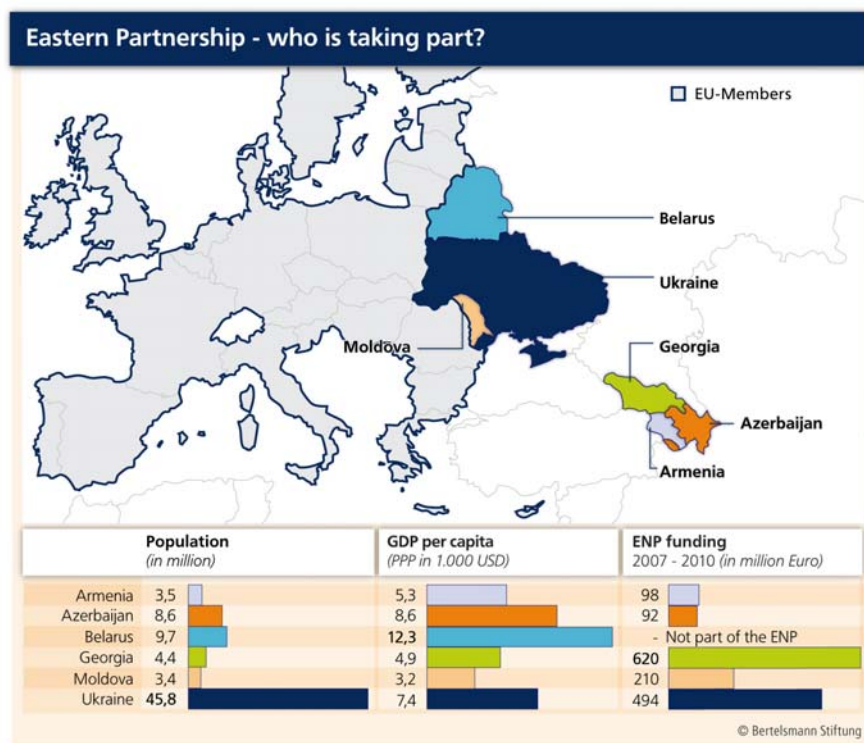 Eastern Partnership - who is taking part?
EU-Members
Belarus
Ukraine
Moldova
Georgia
Azerbaijan
Armenia
Population
(in million)
GDP per capita
(PPP in 1.000 USD)
ENP funding
2007 - 2010 (in million Euro)
Armenia 3,5 5,3 98
Azerbaijan 8,6 8,6 92
Belarus 9,7 12,3 - Not part of the ENP
Georgia 4,4 4,9 620
Moldova 3,4 3,2 210
Ukraine 45,8 7,4 494
© Bertelsmann Stiftung